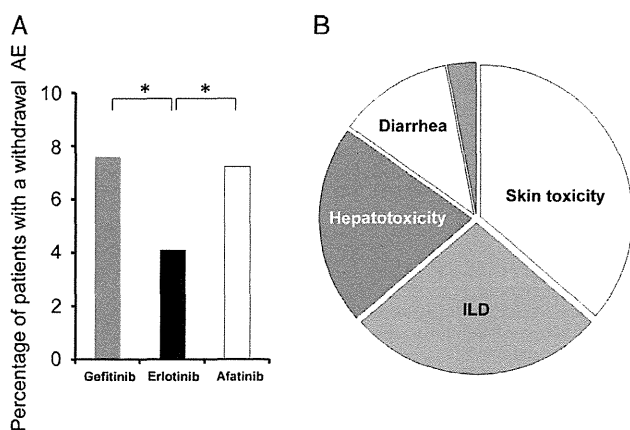 A
Percentage of patients with a withdrawal AE
10
8
6
4
2
0
* *
Gefitinib Erlotinib Afatinib
B
Skin toxicity
ILD
Hepatotoxicity
Diarrhea